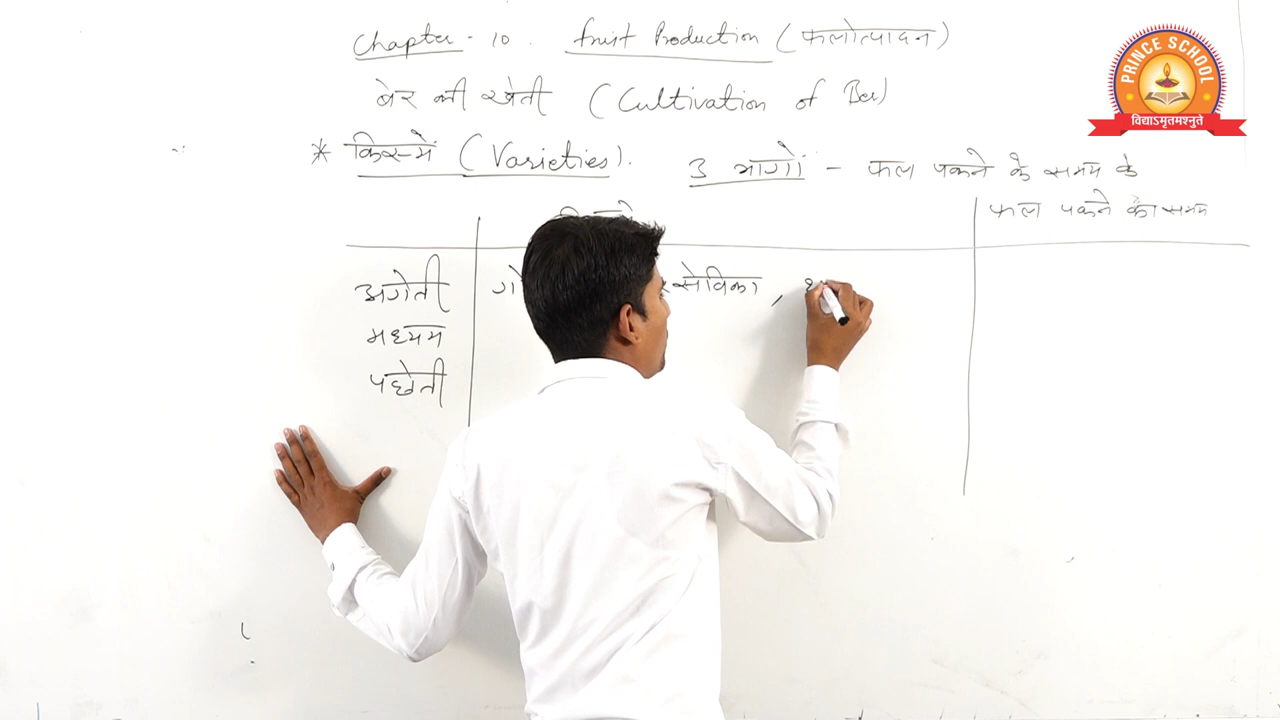 Chapter - 10. Fruit Production (फलोत्पादन)
बेर की खेती (Cultivation of Ber)
* किस्में (Varieties). 3 भागों - फल पकने के समय के
फल पकने का समय
अगेती सेविका,
मध्यम
पछेती
PRINCE SCHOOL
विद्याऽमृतमश्नुते